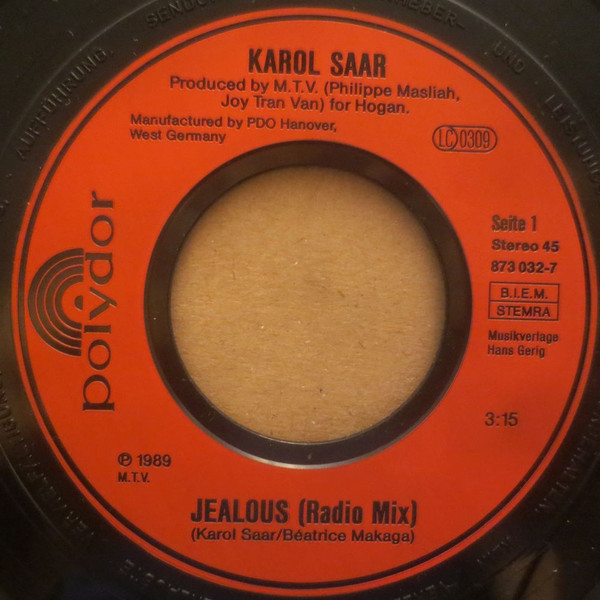 KAROL SAAR
Produced by M.T.V. (Philippe Masliah,
Joy Tran Van) for Hogan.
Manufactured by PDO Hanover,
West Germany
LC 0309
Seite 1
Stereo 45
873 032-7
B.I.E.M.
STEMRA
Musikverlage
Hans Gerig
polydor
3:15
℗ 1989
M.T.V.
JEALOUS (Radio Mix)
(Karol Saar/Béatrice Makaga)
AUFFÜHRUNG
UND